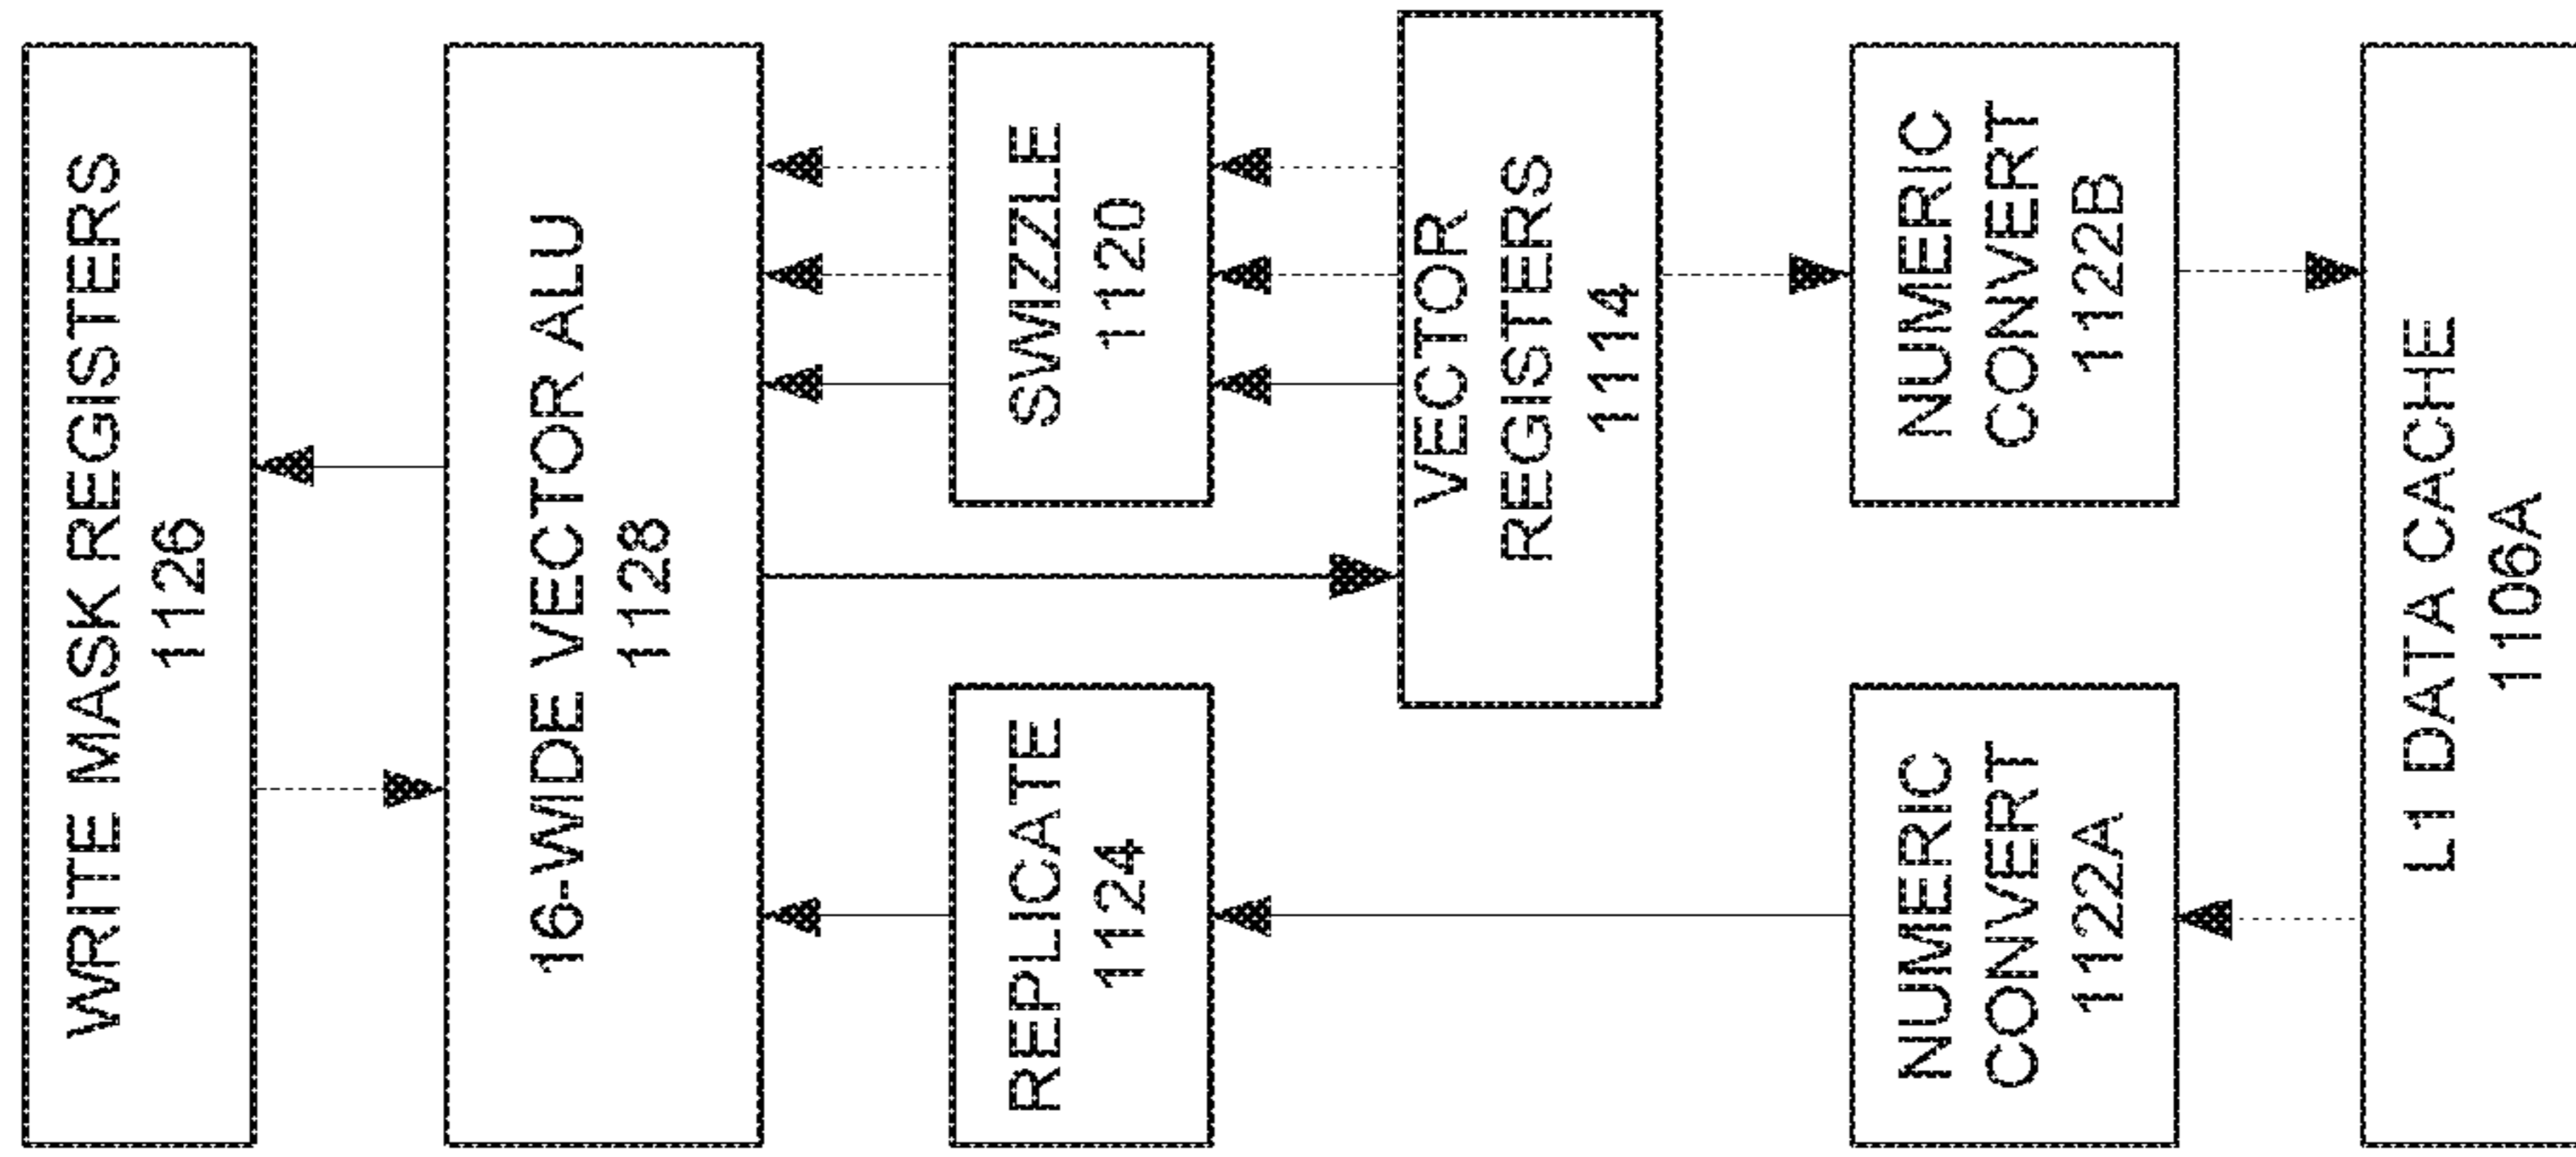 WRITE MASK REGISTERS
1126
16-WIDE VECTOR ALU
1128
REPLICATE
1124
SWIZZLE
1120
VECTOR
REGISTERS
1114
NUMERIC
CONVERT
1122A
NUMERIC
CONVERT
1122B
L1 DATA CACHE
1106A